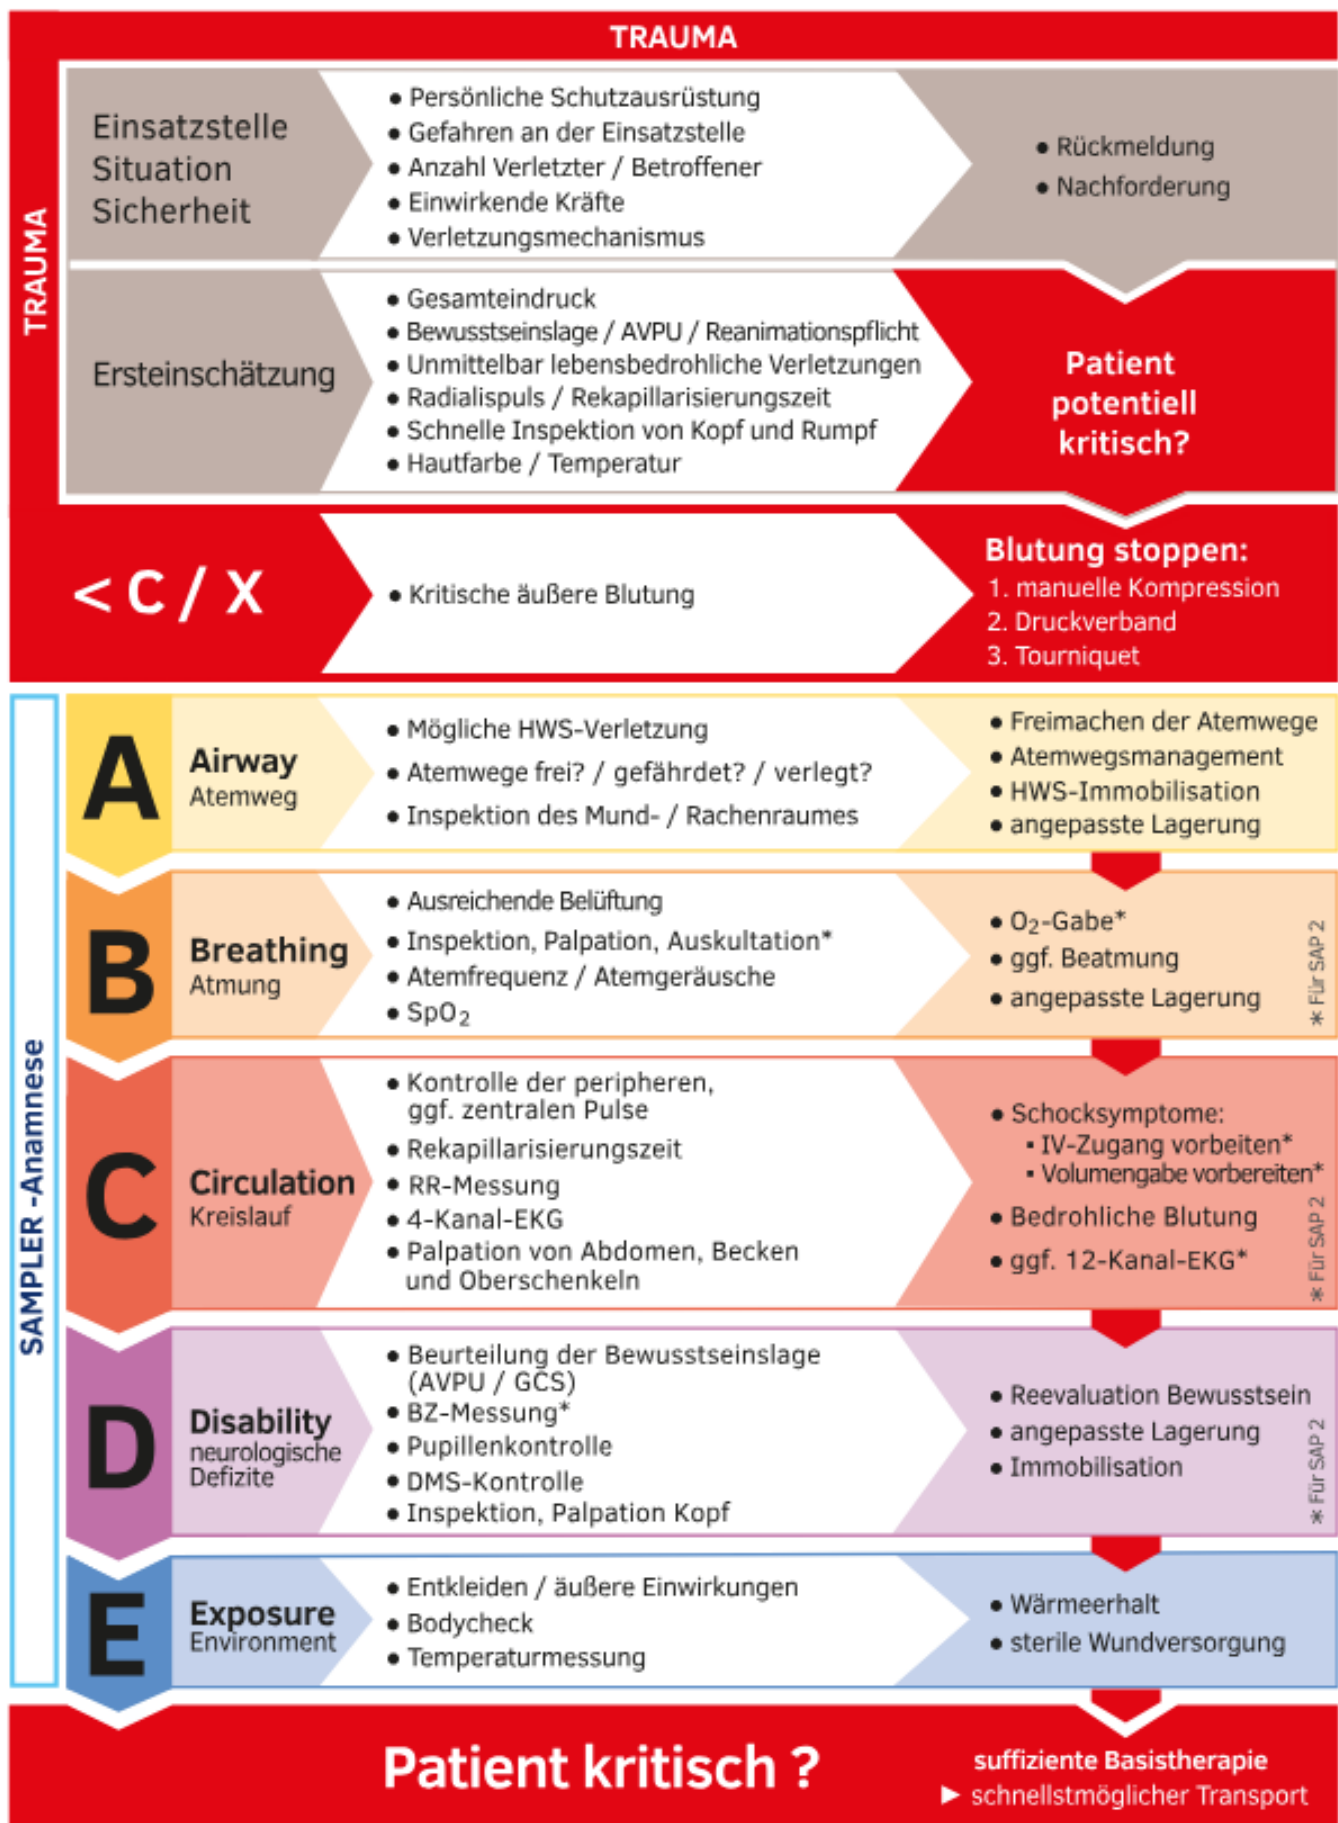 TRAUMA
TRAUMA
Einsatzstelle
Situation
Sicherheit
● Persönliche Schutzausrüstung
● Gefahren an der Einsatzstelle
● Anzahl Verletzter / Betroffener
● Einwirkende Kräfte
● Verletzungsmechanismus
● Rückmeldung
● Nachforderung
Ersteinschätzung
● Gesamteindruck
● Bewusstseinslage / AVPU / Reanimationspflicht
● Unmittelbar lebensbedrohliche Verletzungen
● Radialispuls / Rekapillarisierungszeit
● Schnelle Inspektion von Kopf und Rumpf
● Hautfarbe / Temperatur
Patient
potentiell
kritisch?
< C / X
● Kritische äußere Blutung
Blutung stoppen:
1. manuelle Kompression
2. Druckverband
3. Tourniquet
SAMPLER -Anamnese
A
Airway
Atemweg
● Mögliche HWS-Verletzung
● Atemwege frei? / gefährdet? / verlegt?
● Inspektion des Mund- / Rachenraumes
● Freimachen der Atemwege
● Atemwegsmanagement
● HWS-Immobilisation
● angepasste Lagerung
B
Breathing
Atmung
● Ausreichende Belüftung
● Inspektion, Palpation, Auskultation*
● Atemfrequenz / Atemgeräusche
● SpO₂
● O₂-Gabe*
● ggf. Beatmung
● angepasste Lagerung
* Für SAP 2
C
Circulation
Kreislauf
● Kontrolle der peripheren,
ggf. zentralen Pulse
● Rekapillarisierungszeit
● RR-Messung
● 4-Kanal-EKG
● Palpation von Abdomen, Becken
und Oberschenkeln
● Schocksymptome:
▪ IV-Zugang vorbeiten*
▪ Volumengabe vorbereiten*
● Bedrohliche Blutung
● ggf. 12-Kanal-EKG*
* Für SAP 2
D
Disability
neurologische
Defizite
● Beurteilung der Bewusstseinslage
(AVPU / GCS)
● BZ-Messung*
● Pupillenkontrolle
● DMS-Kontrolle
● Inspektion, Palpation Kopf
● Reevaluation Bewusstsein
● angepasste Lagerung
● Immobilisation
* Für SAP 2
E
Exposure
Environment
● Entkleiden / äußere Einwirkungen
● Bodycheck
● Temperaturmessung
● Wärmeerhalt
● sterile Wundversorgung
Patient kritisch ?
suffiziente Basistherapie
► schnellstmöglicher Transport